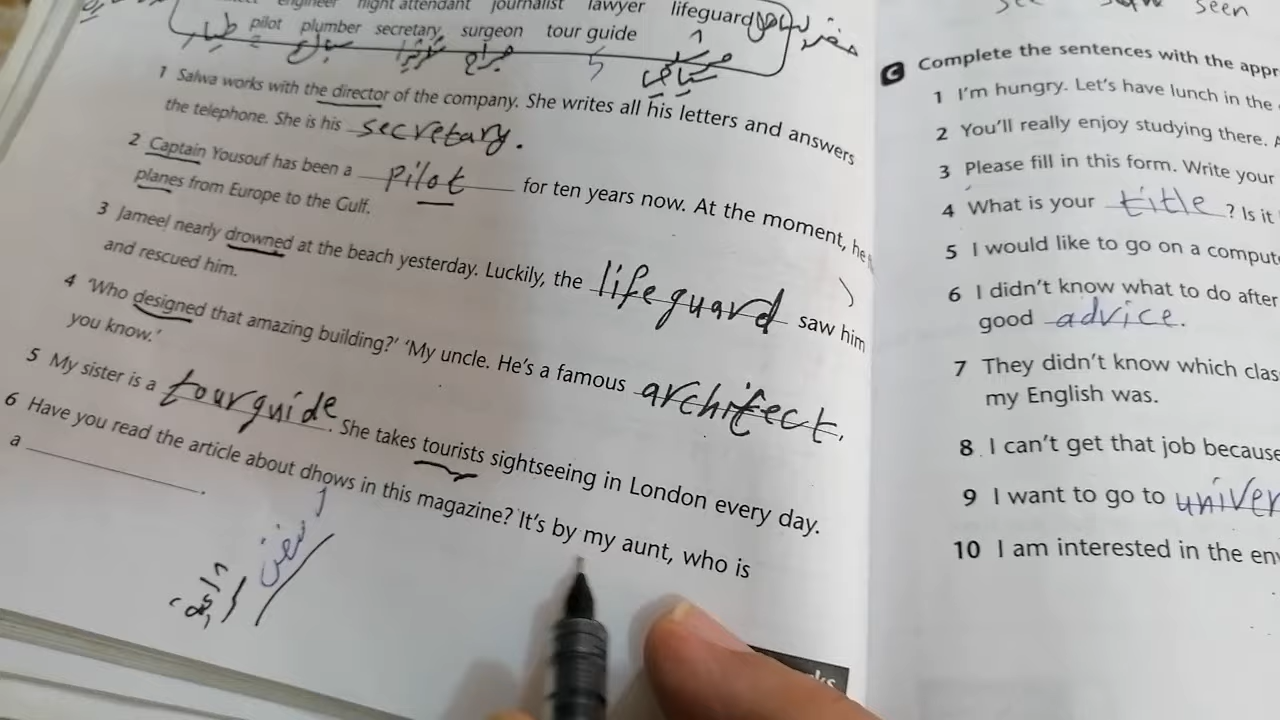 engineer flight attendant journalist lawyer lifeguard
pilot plumber secretary surgeon tour guide
طيار
جراح
1 Salwa works with the director of the company. She writes all his letters and answers
the telephone. She is his secretary.
2 Captain Yousouf has been a pilot for ten years now. At the moment, he
planes from Europe to the Gulf.
3 Jameel nearly drowned at the beach yesterday. Luckily, the lifeguard saw him
and rescued him.
4 'Who designed that amazing building?' 'My uncle. He's a famous architect.
you know.'
5 My sister is a tour guide. She takes tourists sightseeing in London every day.
6 Have you read the article about dhows in this magazine? It's by my aunt, who is
a ________.
see saw seen
C Complete the sentences with the appr
1 I'm hungry. Let's have lunch in the
2 You'll really enjoy studying there. A
3 Please fill in this form. Write your
4 What is your title? Is it
5 I would like to go on a compute
6 I didn't know what to do after
good advice.
7 They didn't know which clas
my English was.
8 I can't get that job because
9 I want to go to univer
10 I am interested in the en